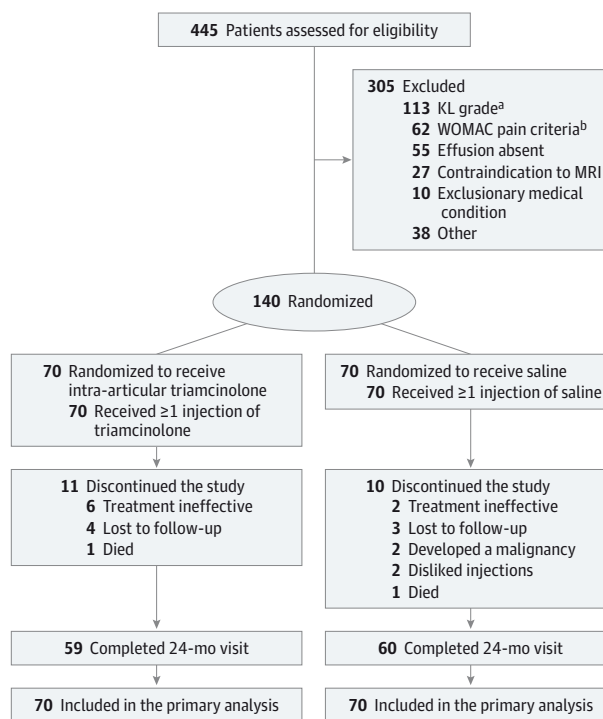 445 Patients assessed for eligibility
305 Excluded
113 KL gradeᵃ
62 WOMAC pain criteriaᵇ
55 Effusion absent
27 Contraindication to MRI
10 Exclusionary medical
condition
38 Other
140 Randomized
70 Randomized to receive
intra-articular triamcinolone
70 Received ≥1 injection of
triamcinolone
70 Randomized to receive saline
70 Received ≥1 injection of saline
11 Discontinued the study
6 Treatment ineffective
4 Lost to follow-up
1 Died
10 Discontinued the study
2 Treatment ineffective
3 Lost to follow-up
2 Developed a malignancy
2 Disliked injections
1 Died
59 Completed 24-mo visit
60 Completed 24-mo visit
70 Included in the primary analysis
70 Included in the primary analysis